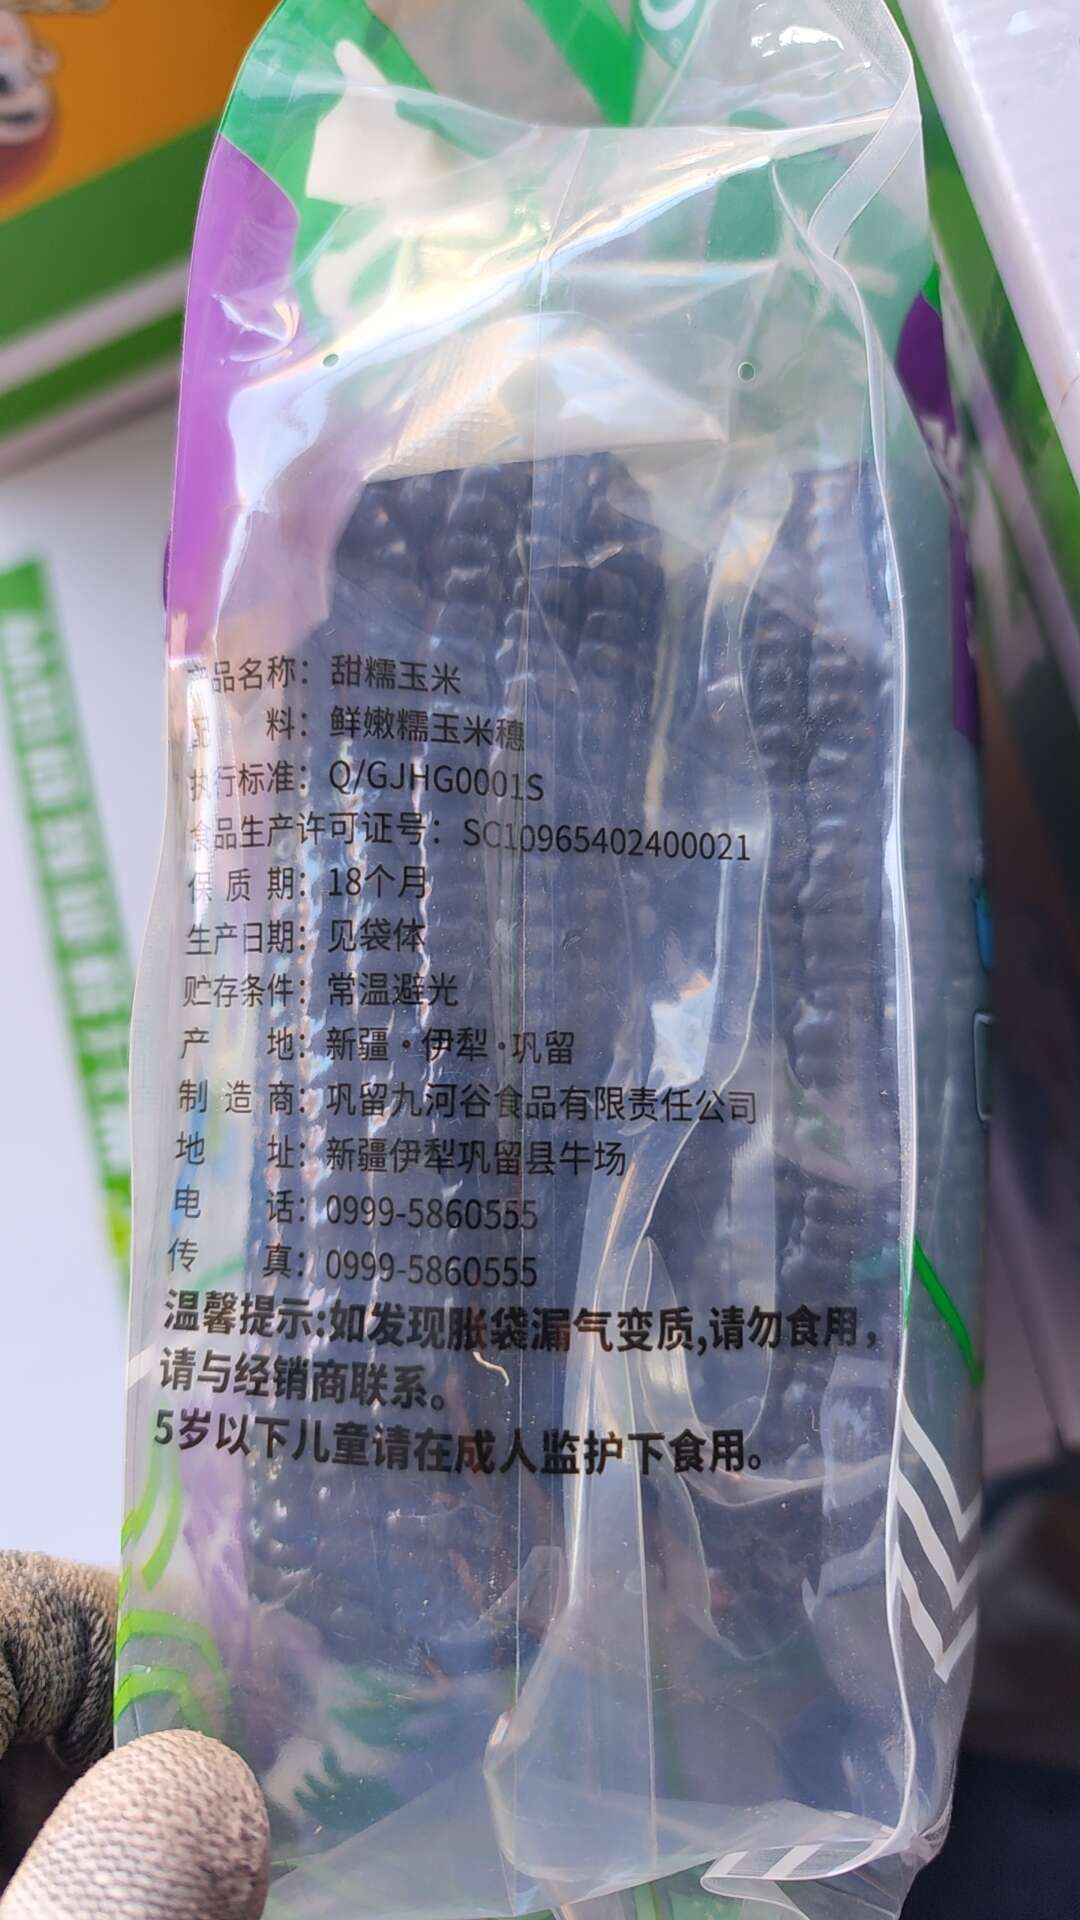 产品名称：甜糯玉米
配 料：鲜嫩糯玉米穗
执行标准：Q/GJHG0001S
食品生产许可证号：SC10965402400021
保质期：18个月
生产日期：见袋体
贮存条件：常温避光
产 地：新疆·伊犁·巩留
制造商：巩留九河谷食品有限责任公司
地 址：新疆伊犁巩留县牛场
电 话：0999-5860555
传 真：0999-5860555
温馨提示:如发现胀袋漏气变质,请勿食用，
请与经销商联系。
5岁以下儿童请在成人监护下食用。